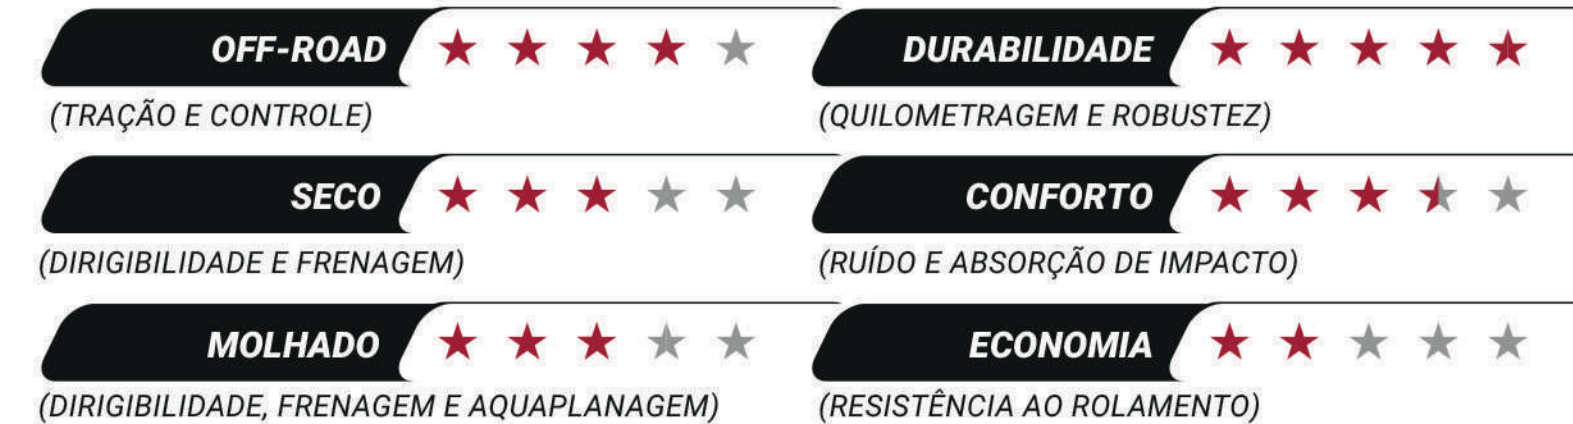 OFF-ROAD
(TRAÇÃO E CONTROLE)
SECO
(DIRIGIBILIDADE E FRENAGEM)
MOLHADO
(DIRIGIBILIDADE, FRENAGEM E AQUAPLANAGEM)
DURABILIDADE
(QUILOMETRAGEM E ROBUSTEZ)
CONFORTO
(RUÍDO E ABSORÇÃO DE IMPACTO)
ECONOMIA
(RESISTÊNCIA AO ROLAMENTO)